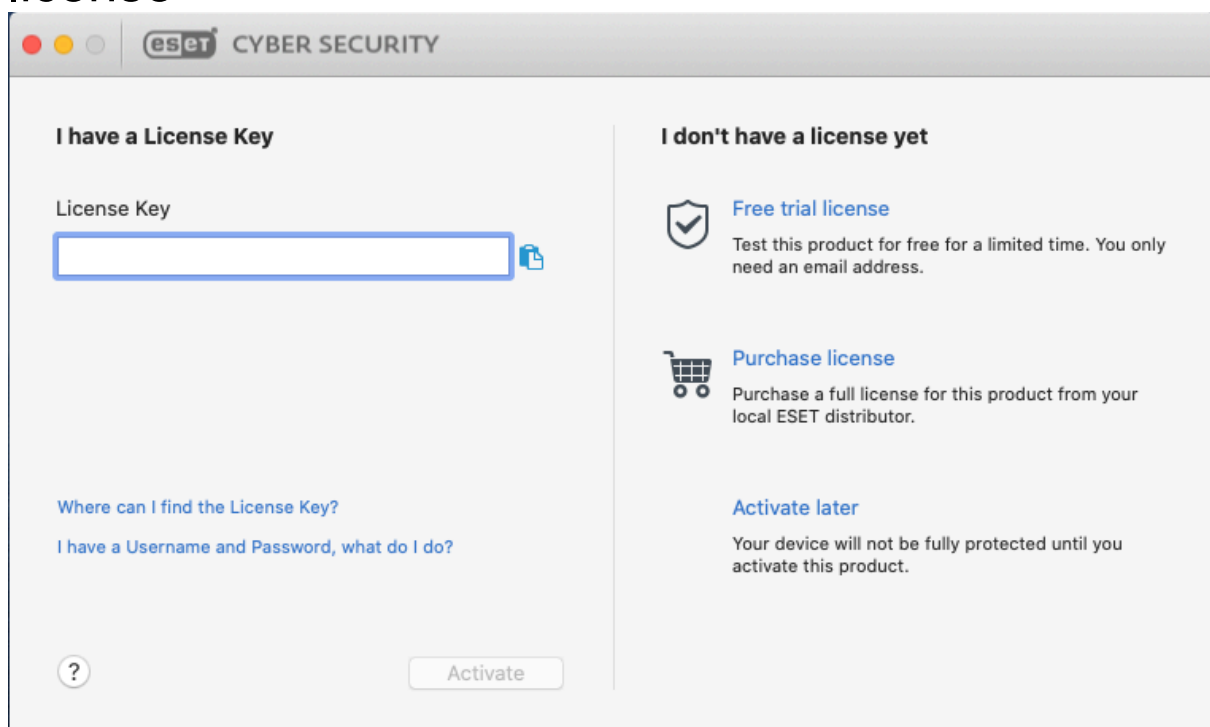 license
eset CYBER SECURITY
I have a License Key
License Key
Where can I find the License Key?
I have a Username and Password, what do I do?
?
Activate
I don't have a license yet
Free trial license
Test this product for free for a limited time. You only
need an email address.
Purchase license
Purchase a full license for this product from your
local ESET distributor.
Activate later
Your device will not be fully protected until you
activate this product.